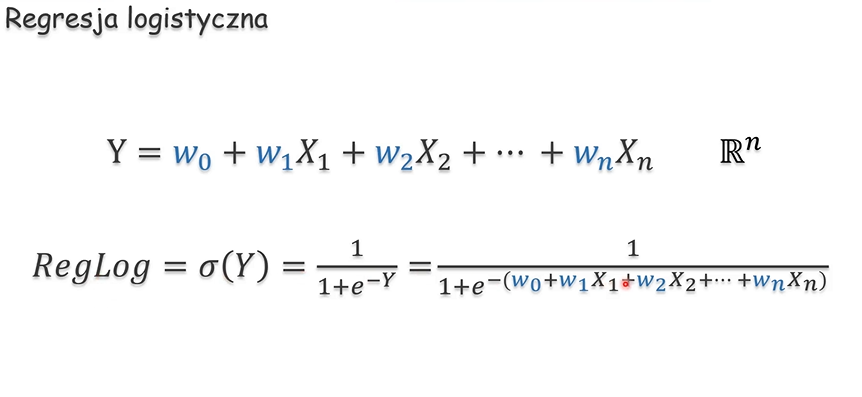 Regresja logistyczna
Y = w₀ + w₁X₁ + w₂X₂ + ⋯ + wₙXₙ ℝⁿ
RegLog = σ(Y) = 1/(1+e^(−Y)) = 1/(1+e^(−(w₀+w₁X₁+w₂X₂+⋯+wₙXₙ)))